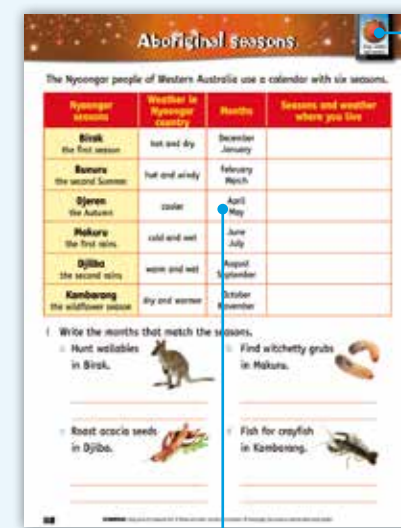 Aboriginal seasons
The Nyoongar people of Western Australia use a calendar with six seasons.
Nyoongar seasons
Weather in Nyoongar country
Months
Seasons and weather where you live
Birak
the first season
hot and dry
December
January
Bunuru
the second Summer
hot and windy
February
March
Djeran
the Autumn
cooler
April
May
Makuru
the first rains
cold and wet
June
July
Djilba
the second rains
warm and wet
August
September
Kambarang
the wildflower season
dry and warmer
October
November
Write the months that match the seasons.
Hunt wallabies
in Birak.
Find witchetty grubs
in Makuru.
Roast acacia seeds
in Djilba.
Fish for crayfish
in Kambarang.